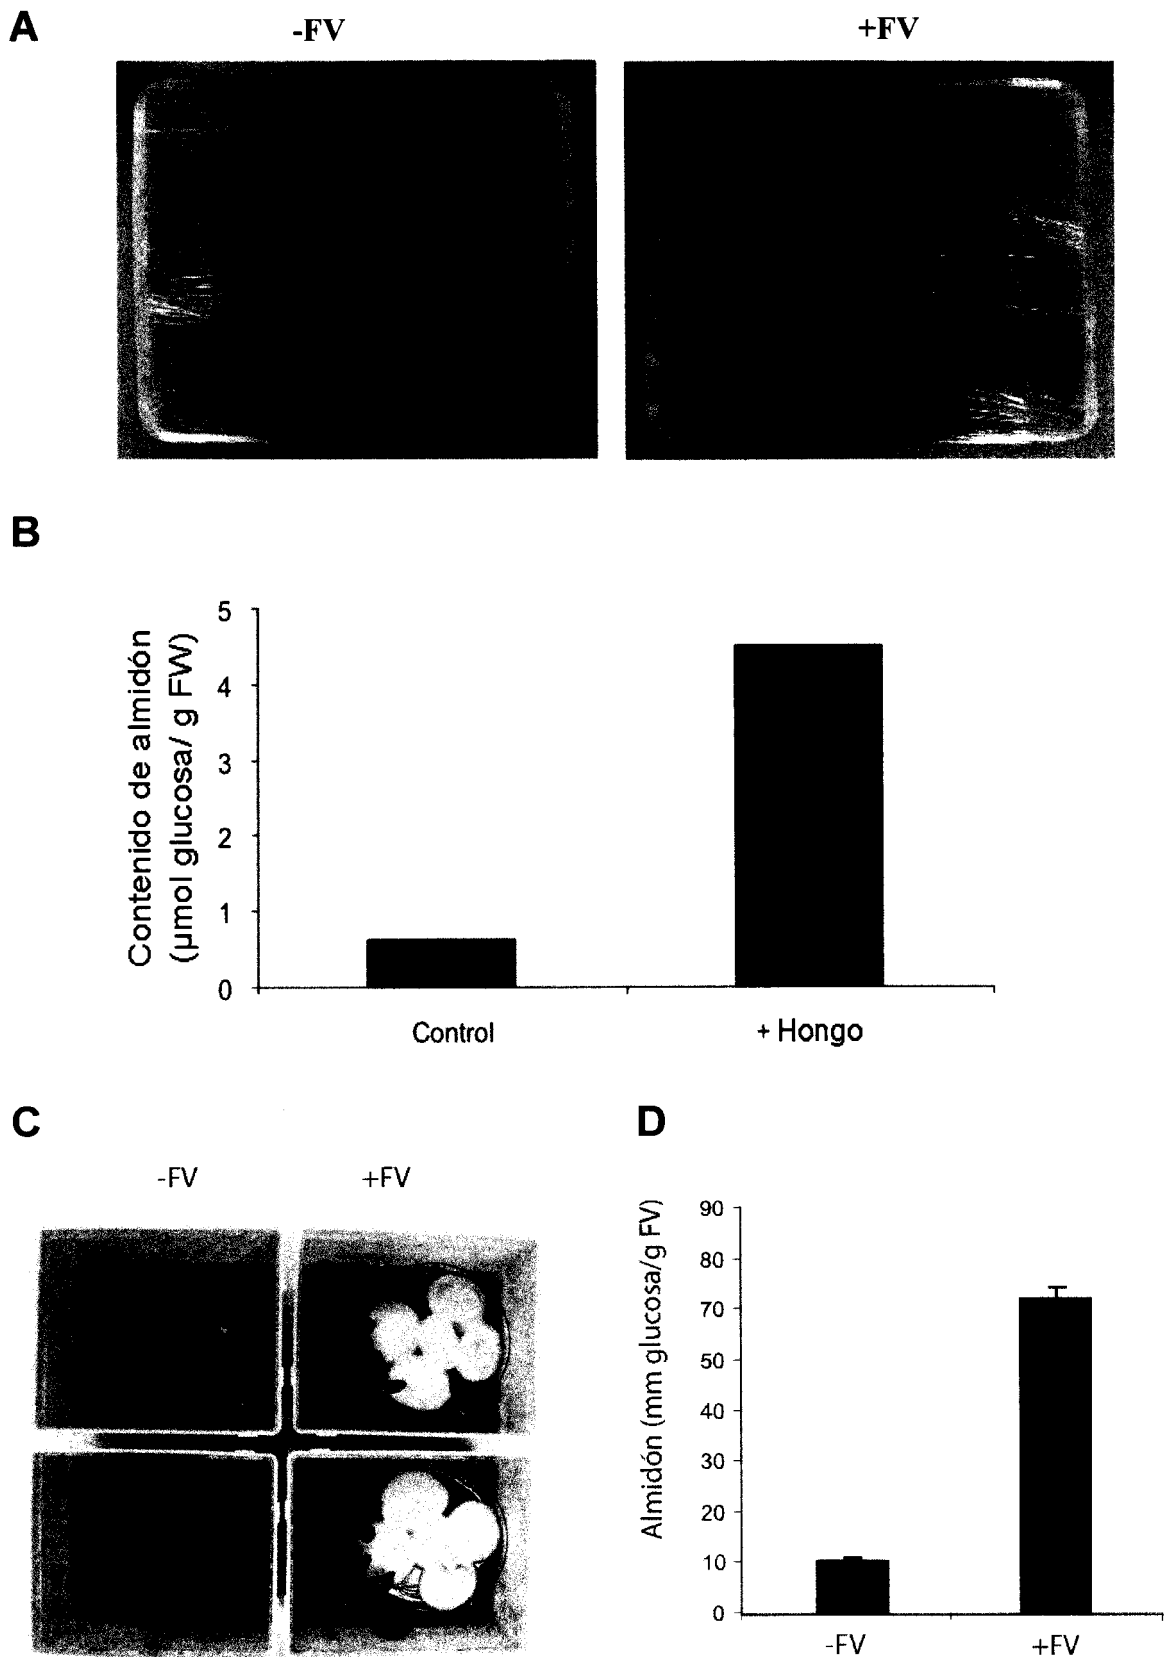 A
-FV
+FV
B
Contenido de almidón
(µmol glucosa/ g FW)
5
4
3
2
1
0
Control
+ Hongo
C
-FV
+FV
D
Almidón (mm glucosa/g FV)
90
80
70
50
40
30
20
10
0
-FV
+FV